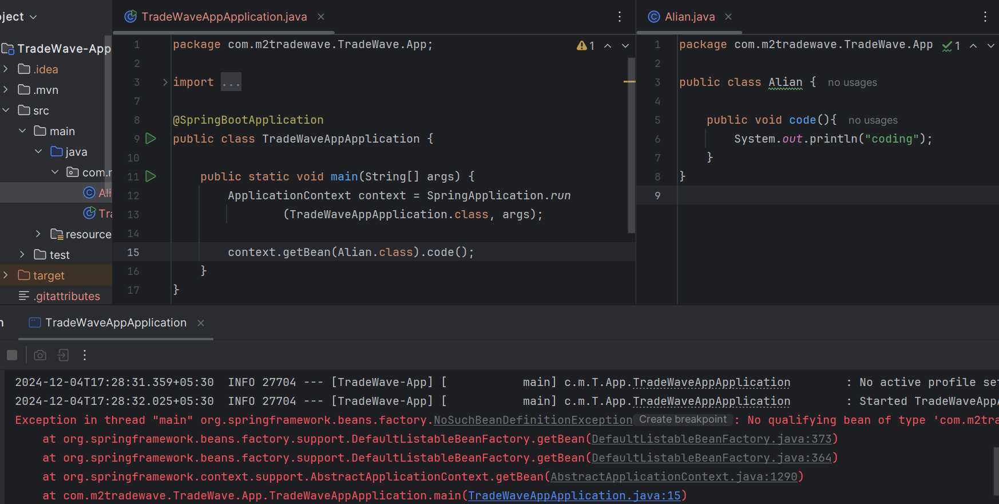 oject
TradeWave-App
.idea
.mvn
src
main
java
com.
Ali
Tra
resource
test
target
.gitattributes
TradeWaveAppApplication.java
1 package com.m2tradewave.TradeWave.App; 1
2
3 import ...
7
8 @SpringBootApplication
9 public class TradeWaveAppApplication {
10
11 public static void main(String[] args) {
12 ApplicationContext context = SpringApplication.run
13 (TradeWaveAppApplication.class, args);
14
15 context.getBean(Alian.class).code();
16 }
17 }
Alian.java
1 package com.m2tradewave.TradeWave.App 1
2
3 public class Alian { no usages
4
5 public void code(){ no usages
6 System.out.println("coding");
7 }
8 }
9
n TradeWaveAppApplication
2024-12-04T17:28:31.359+05:30 INFO 27704 --- [TradeWave-App] [ main] c.m.T.App.TradeWaveAppApplication : No active profile se
2024-12-04T17:28:32.025+05:30 INFO 27704 --- [TradeWave-App] [ main] c.m.T.App.TradeWaveAppApplication : Started TradeWaveApp
Exception in thread "main" org.springframework.beans.factory.NoSuchBeanDefinitionException Create breakpoint : No qualifying bean of type 'com.m2tra
at org.springframework.beans.factory.support.DefaultListableBeanFactory.getBean(DefaultListableBeanFactory.java:373)
at org.springframework.beans.factory.support.DefaultListableBeanFactory.getBean(DefaultListableBeanFactory.java:364)
at org.springframework.context.support.AbstractApplicationContext.getBean(AbstractApplicationContext.java:1290)
at com.m2tradewave.TradeWave.App.TradeWaveAppApplication.main(TradeWaveAppApplication.java:15)